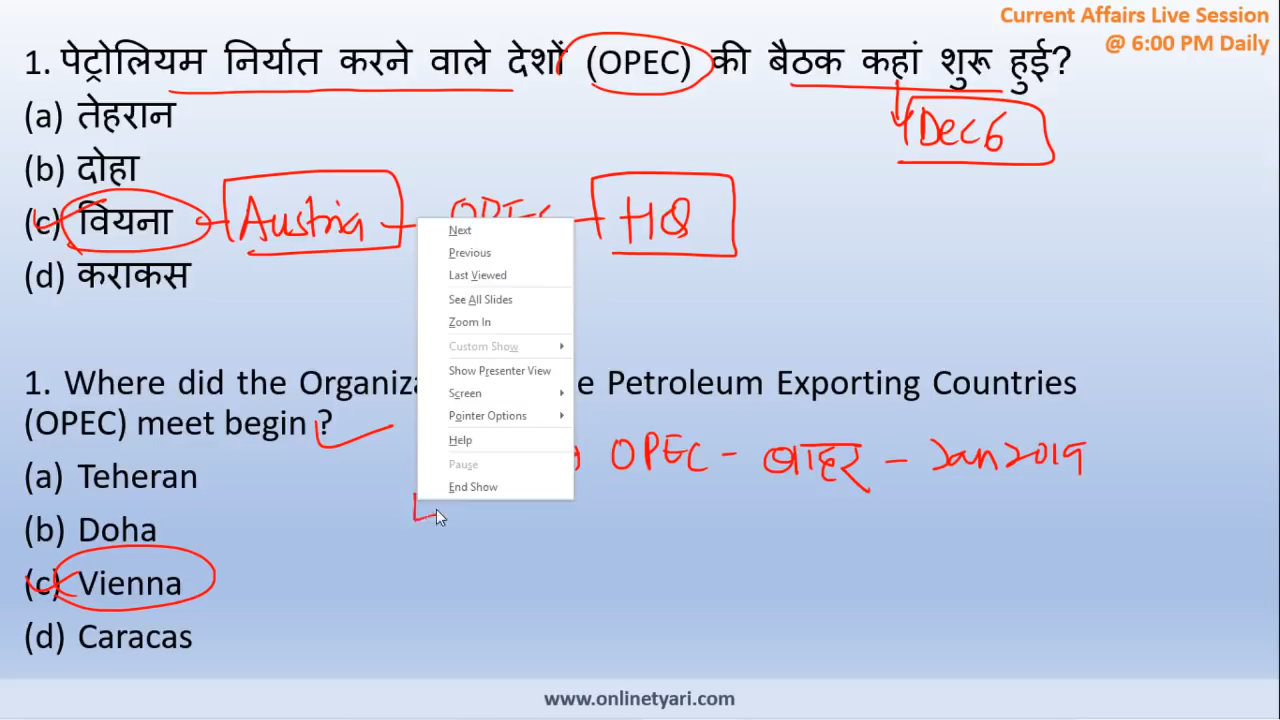 Current Affairs Live Session
@ 6:00 PM Daily
1. पेट्रोलियम निर्यात करने वाले देशों (OPEC) की बैठक कहां शुरू हुई?
Dec 6
(a) तेहरान
(b) दोहा
(c) वियना - Austria - OPEC - HQ
(d) कराकस
Next
Previous
Last Viewed
See All Slides
Zoom In
Custom Show
Show Presenter View
Screen
Pointer Options
Help
Pause
End Show
1. Where did the Petroleum Exporting Countries
(OPEC) meet begin ?
OPEC - बाहर - Jan 2019
(a) Teheran
(b) Doha
(c) Vienna
(d) Caracas
www.onlinetyari.com